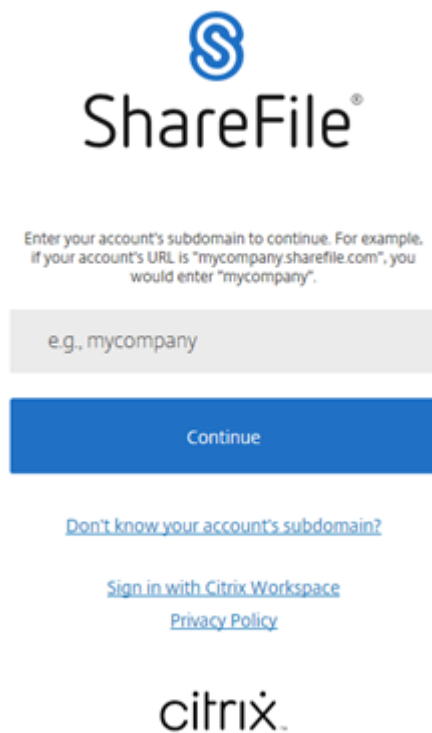 ShareFile®
Enter your account's subdomain to continue. For example,
if your account's URL is "mycompany.sharefile.com", you
would enter "mycompany".
e.g., mycompany
Continue
Don't know your account's subdomain?
Sign in with Citrix Workspace
Privacy Policy
citrix™